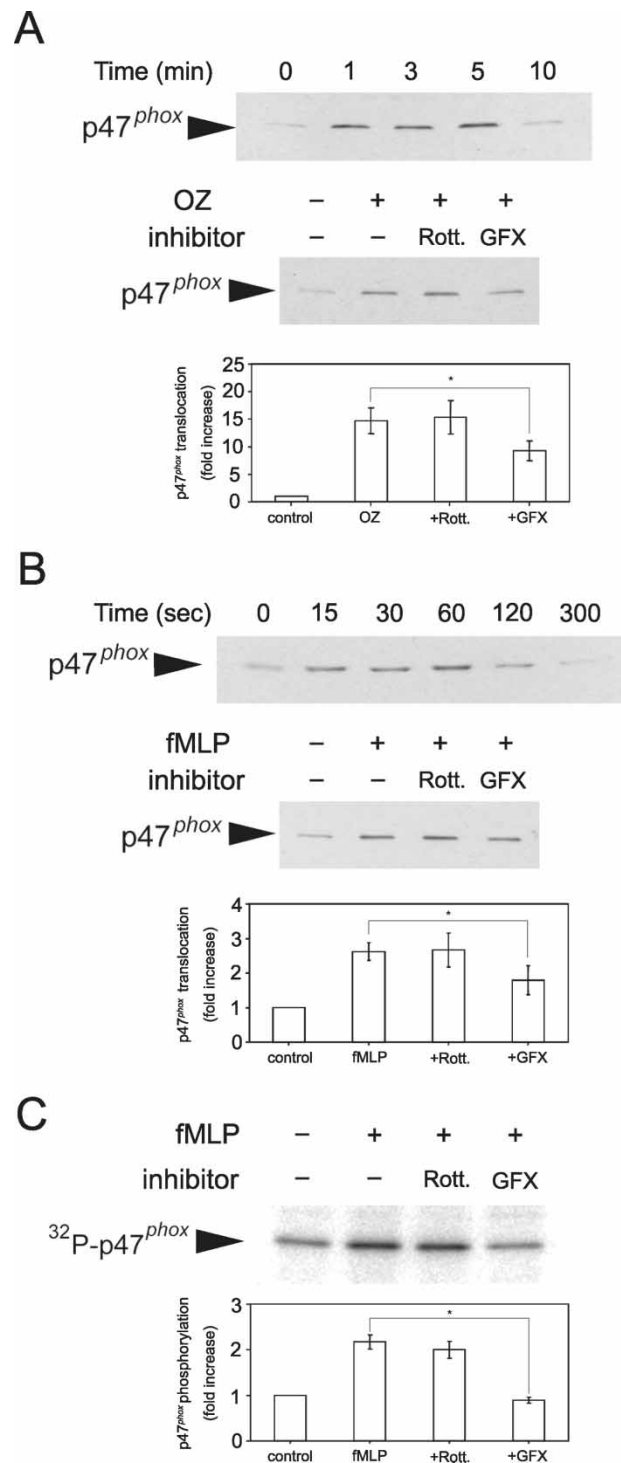 A
Time (min) 0 1 3 5 10
p47phox
OZ – + + +
inhibitor – – Rott. GFX
p47phox
p47phox translocation
(fold increase)
25
20
15
10
5
0
*
control OZ +Rott. +GFX
B
Time (sec) 0 15 30 60 120 300
p47phox
fMLP – + + +
inhibitor – – Rott. GFX
p47phox
p47phox translocation
(fold increase)
4
3
2
1
0
*
control fMLP +Rott. +GFX
C
fMLP – + + +
inhibitor – – Rott. GFX
32P-p47phox
p47phox phosphorylation
(fold increase)
3
2
1
0
*
control fMLP +Rott. +GFX